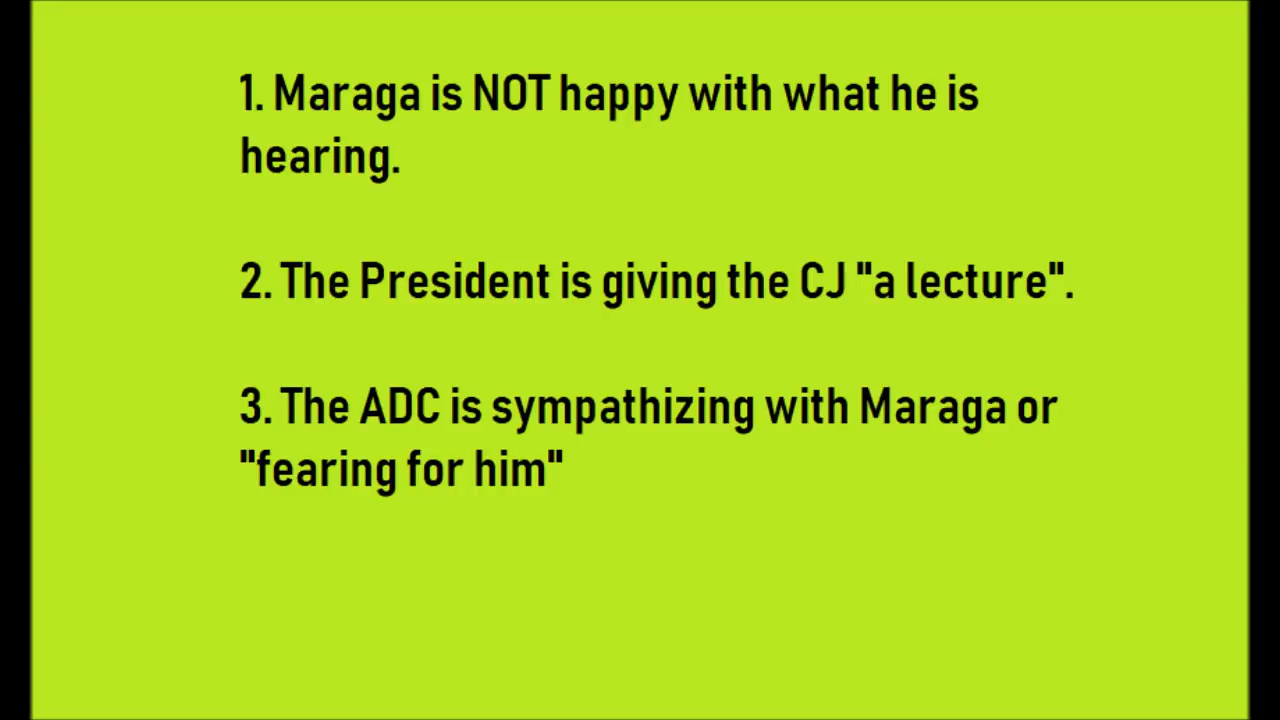 1. Maraga is NOT happy with what he is
hearing.
2. The President is giving the CJ "a lecture".
3. The ADC is sympathizing with Maraga or
"fearing for him"